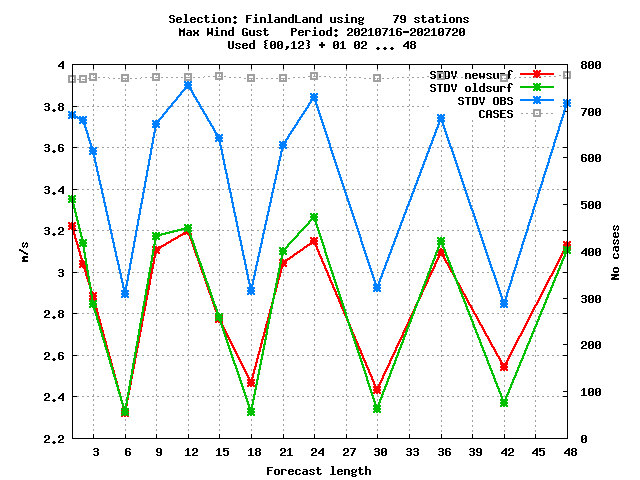 Selection: FinlandLand using    79 stations
Max Wind Gust   Period: 20210716-20210720
Used {00,12} + 01 02 ... 48
4
3,8
3,6
3,4
3,2
3
2,8
2,6
2,4
2,2
m/s
STDV newsurf
STDV oldsurf
STDV OBS
CASES
800
700
600
500
400
300
200
100
0
No cases
3 6 9 12 15 18 21 24 27 30 33 36 39 42 45 48
Forecast length